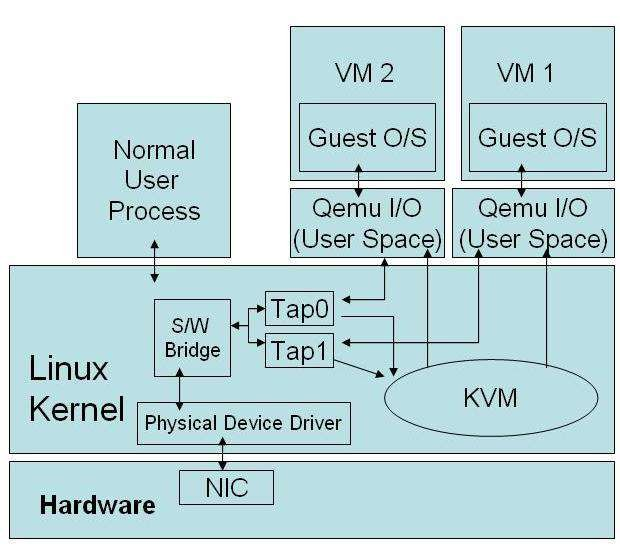 VM 2
VM 1
Guest O/S
Guest O/S
Normal
User
Process
Qemu I/O
(User Space)
Qemu I/O
(User Space)
Linux
Kernel
S/W
Bridge
Tap0
Tap1
KVM
Physical Device Driver
Hardware
NIC